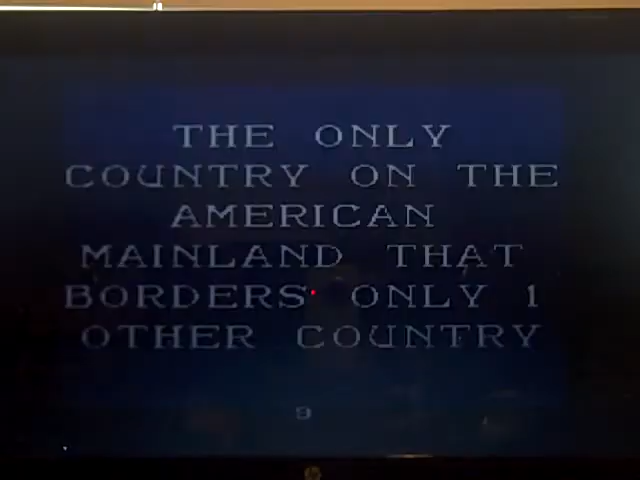 THE ONLY
COUNTRY ON THE
AMERICAN
MAINLAND THAT
BORDERS ONLY 1
OTHER COUNTRY
9